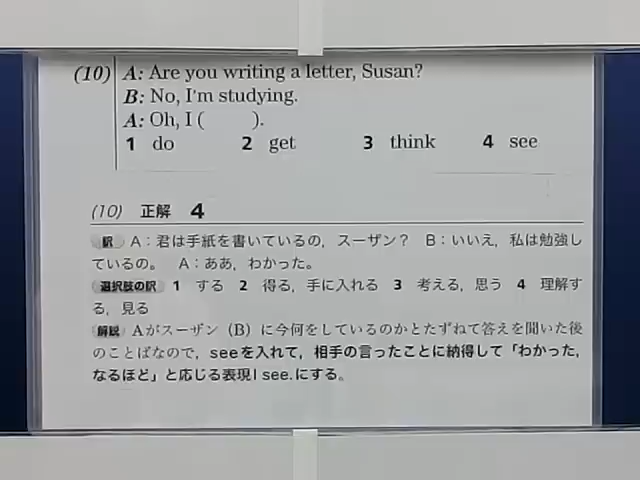 (10) A: Are you writing a letter, Susan?
B: No, I'm studying.
A: Oh, I (      ).
1 do 2 get 3 think 4 see
(10) 正解 4
訳 A：君は手紙を書いているの，スーザン？ B：いいえ，私は勉強し
ているの。 A：ああ，わかった。
選択肢の訳 1 する 2 得る，手に入れる 3 考える，思う 4 理解す
る，見る
解説 Aがスーザン（B）に今何をしているのかとたずねて答えを聞いた後
のことばなので，seeを入れて，相手の言ったことに納得して「わかった，
なるほど」と応じる表現I see.にする。